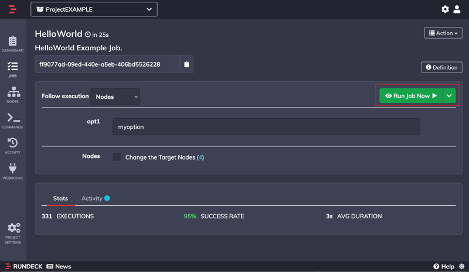 ProjectEXAMPLE
HelloWorld in 25s
Action
HelloWorld Example Job.
ff9077ad-09ed-440e-a5eb-406bd5526228
Definition
Follow execution Nodes
Run Job Now
opt1
myoption
Nodes Change the Target Nodes (4)
Stats Activity
331 EXECUTIONS 95% SUCCESS RATE 3s AVG DURATION
DASHBOARD
JOBS
NODES
COMMANDS
ACTIVITY
WEBHOOKS
PROJECT
SETTINGS
RUNDECK News Help